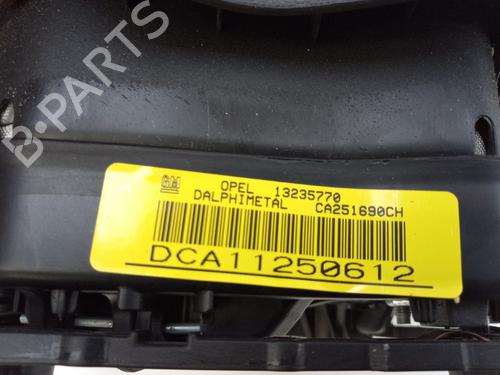 B-PARTS
GM
OPEL 13235770
DALPHIMETAL CA251690CH
DCA11250612